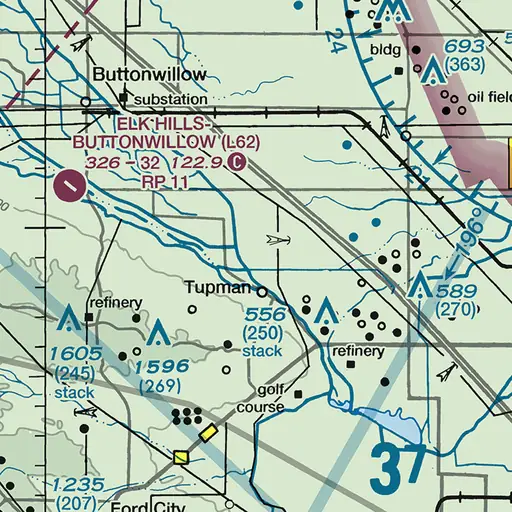 24
bldg
693
(363)
Buttonwillow
substation
oil field
ELK HILLS-
BUTTONWILLOW (L62)
326 - 32 122.9 C
RP 11
21
196°
Tupman
589
(270)
refinery
556
(250)
stack
1605
(245)
stack
1596
(269)
refinery
golf
course
37
1235
(207)
Ford City